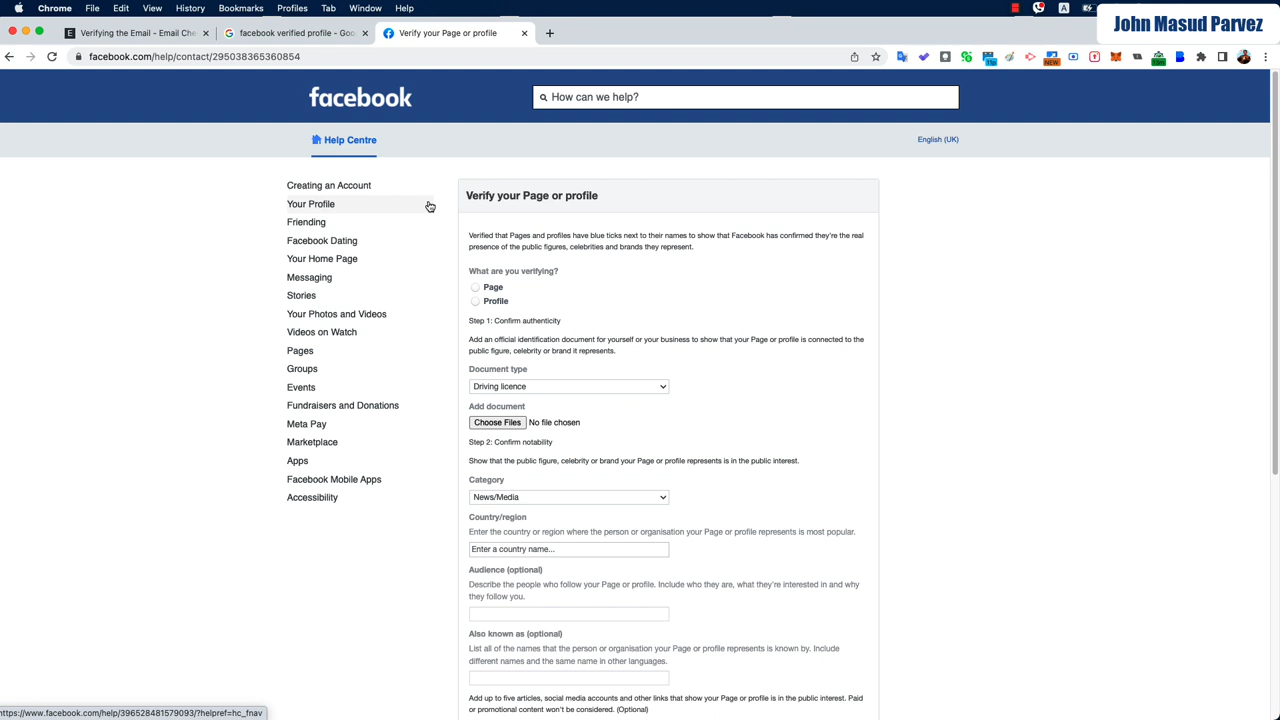 Chrome File Edit View History Bookmarks Profiles Tab Window Help
John Masud Parvez
Verifying the Email - Email Che
facebook verified profile - Goo
Verify your Page or profile
facebook.com/help/contact/295038365360854
11p
NEW
10m
facebook
How can we help?
Help Centre
English (UK)
Creating an Account
Your Profile
Friending
Facebook Dating
Your Home Page
Messaging
Stories
Your Photos and Videos
Videos on Watch
Pages
Groups
Events
Fundraisers and Donations
Meta Pay
Marketplace
Apps
Facebook Mobile Apps
Accessibility
Verify your Page or profile
Verified that Pages and profiles have blue ticks next to their names to show that Facebook has confirmed they're the real
presence of the public figures, celebrities and brands they represent.
What are you verifying?
Page
Profile
Step 1: Confirm authenticity
Add an official identification document for yourself or your business to show that your Page or profile is connected to the
public figure, celebrity or brand it represents.
Document type
Driving licence
Add document
Choose Files No file chosen
Step 2: Confirm notability
Show that the public figure, celebrity or brand your Page or profile represents is in the public interest.
Category
News/Media
Country/region
Enter the country or region where the person or organisation your Page or profile represents is most popular.
Enter a country name...
Audience (optional)
Describe the people who follow your Page or profile. Include who they are, what they're interested in and why
they follow you.
Also known as (optional)
List all of the names that the person or organisation your Page or profile represents is known by. Include
different names and the same name in other languages.
Add up to five articles, social media accounts and other links that show your Page or profile is in the public interest. Paid
or promotional content won't be considered. (Optional)
https://www.facebook.com/help/396528481579093/?helpref=hc_fnav